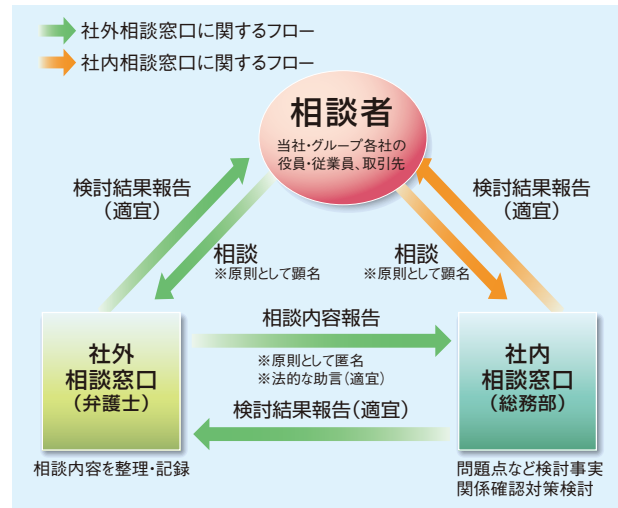 社外相談窓口に関するフロー
社内相談窓口に関するフロー
相談者
当社・グループ各社の
役員・従業員、取引先
検討結果報告
(適宜)
検討結果報告
(適宜)
相談
※原則として顕名
相談
※原則として顕名
社外
相談窓口
(弁護士)
相談内容報告
※原則として匿名
※法的な助言(適宜)
検討結果報告(適宜)
社内
相談窓口
(総務部)
相談内容を整理・記録
問題点など検討事実
関係確認対策検討